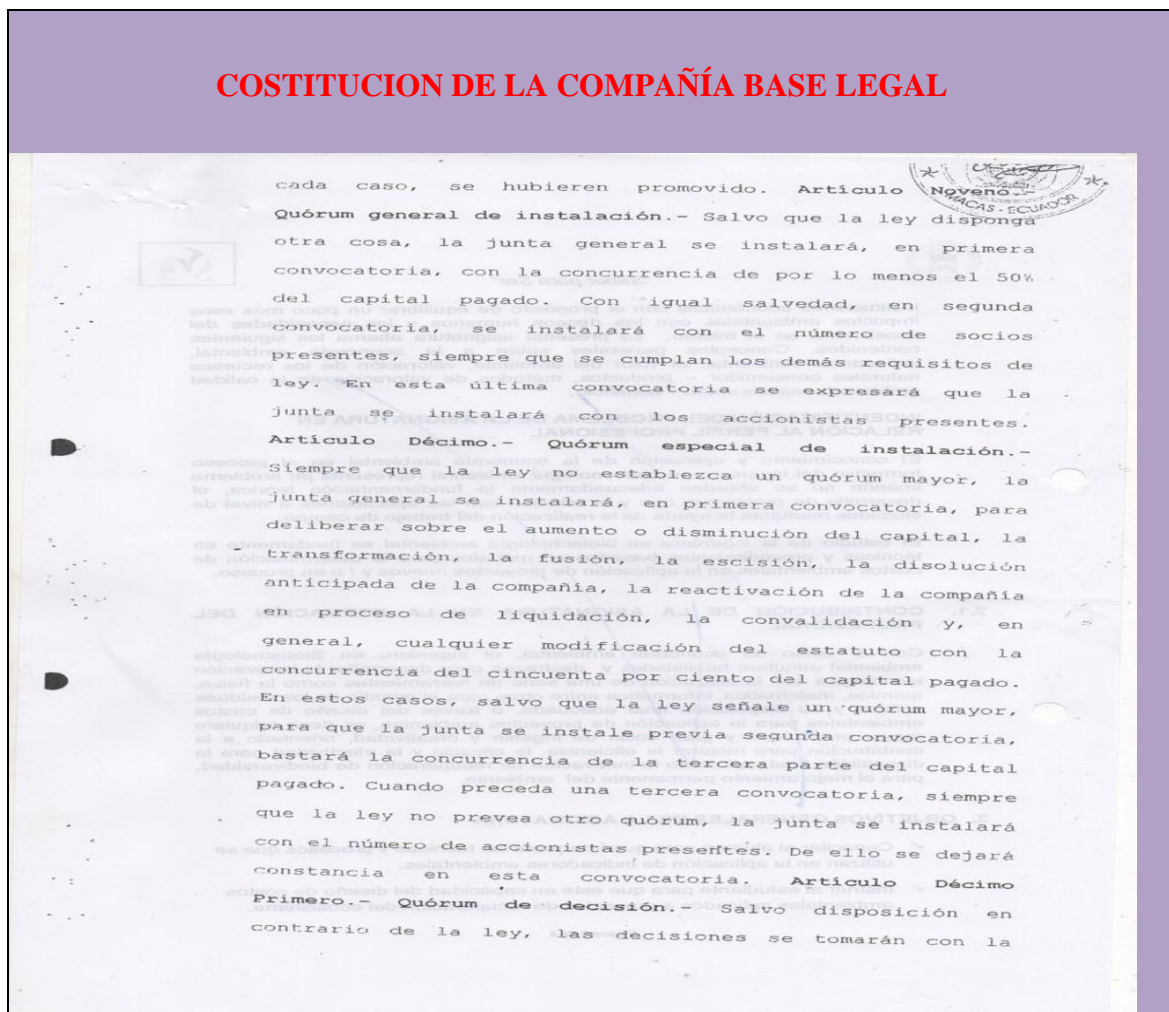 COSTITUCION DE LA COMPAÑÍA BASE LEGAL
cada caso, se hubieren promovido. Artículo Noveno.-
MACAS - ECUADOR
Quórum general de instalación.- Salvo que la ley disponga
otra cosa, la junta general se instalará, en primera
convocatoria, con la concurrencia de por lo menos el 50%
del capital pagado. Con igual salvedad, en segunda
convocatoria, se instalará con el número de socios
presentes, siempre que se cumplan los demás requisitos de
ley. En esta última convocatoria se expresará que la
junta se instalará con los accionistas presentes.
Artículo Décimo.- Quórum especial de instalación.-
Siempre que la ley no establezca un quórum mayor, la
junta general se instalará, en primera convocatoria, para
deliberar sobre el aumento o disminución del capital, la
transformación, la fusión, la escisión, la disolución
anticipada de la compañía, la reactivación de la compañía
en proceso de liquidación, la convalidación y, en
general, cualquier modificación del estatuto con la
concurrencia del cincuenta por ciento del capital pagado.
En estos casos, salvo que la ley señale un quórum mayor,
para que la junta se instale previa segunda convocatoria,
bastará la concurrencia de la tercera parte del capital
pagado. Cuando preceda una tercera convocatoria, siempre
que la ley no prevea otro quórum, la junta se instalará
con el número de accionistas presentes. De ello se dejará
constancia en esta convocatoria. Artículo Décimo
Primero.- Quórum de decisión.- Salvo disposición en
contrario de la ley, las decisiones se tomarán con la